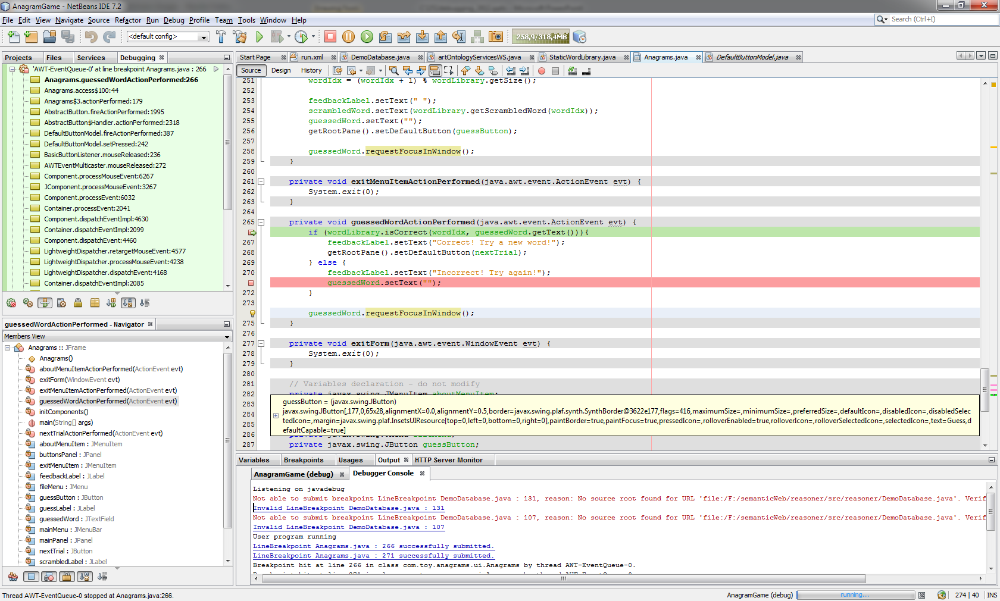 AnagramGame - NetBeans IDE 7.2
File Edit View Navigate Source Refactor Run Debug Profile Team Tools Window Help
Search (Ctrl+I)
<default config>
258,9/318,4MB
Projects Files Services Debugging
'AWT-EventQueue-0' at line breakpoint Anagrams.java : 266
Anagrams.guessedWordActionPerformed:266
Anagrams.access$100:44
Anagrams$3.actionPerformed:179
AbstractButton.fireActionPerformed:1995
AbstractButton$Handler.actionPerformed:2318
DefaultButtonModel.fireActionPerformed:387
DefaultButtonModel.setPressed:242
BasicButtonListener.mouseReleased:236
AWTEventMulticaster.mouseReleased:272
Component.processMouseEvent:6267
JComponent.processMouseEvent:3267
Component.processEvent:6032
Container.processEvent:2041
Component.dispatchEventImpl:4630
Container.dispatchEventImpl:2099
Component.dispatchEvent:4460
LightweightDispatcher.retargetMouseEvent:4577
LightweightDispatcher.processMouseEvent:4238
LightweightDispatcher.dispatchEvent:4168
Container.dispatchEventImpl:2085
guessedWordActionPerformed - Navigator
Members View
Anagrams :: JFrame
Anagrams()
aboutMenuItemActionPerformed(ActionEvent evt)
exitForm(WindowEvent evt)
exitMenuItemActionPerformed(ActionEvent evt)
guessedWordActionPerformed(ActionEvent evt)
initComponents()
main(String[] args)
nextTrialActionPerformed(ActionEvent evt)
aboutMenuItem : JMenuItem
buttonsPanel : JPanel
exitMenuItem : JMenuItem
feedbackLabel : JLabel
fileMenu : JMenu
guessButton : JButton
guessLabel : JLabel
guessedWord : JTextField
mainMenu : JMenuBar
mainPanel : JPanel
nextTrial : JButton
scrambledLabel : JLabel
Start Page run.xml DemoDatabase.java artOntologyServicesWS.java StaticWordLibrary.java Anagrams.java DefaultButtonModel.java
Source Design History
251 wordIdx = (wordIdx + 1) % wordLibrary.getSize();
252
253 feedbackLabel.setText(" ");
254 scrambledWord.setText(wordLibrary.getScrambledWord(wordIdx));
255 guessedWord.setText("");
256 getRootPane().setDefaultButton(guessButton);
257
258 guessedWord.requestFocusInWindow();
259 }
260
261 private void exitMenuItemActionPerformed(java.awt.event.ActionEvent evt) {
262 System.exit(0);
263 }
264
265 private void guessedWordActionPerformed(java.awt.event.ActionEvent evt) {
if (wordLibrary.isCorrect(wordIdx, guessedWord.getText())){
267 feedbackLabel.setText("Correct! Try a new word!");
268 getRootPane().setDefaultButton(nextTrial);
269 } else {
270 feedbackLabel.setText("Incorrect! Try again!");
guessedWord.setText("");
272 }
273
guessedWord.requestFocusInWindow();
275 }
276
277 private void exitForm(java.awt.event.WindowEvent evt) {
278 System.exit(0);
279 }
280
281 // Variables declaration - do not modify
282 private javax.swing.JMenuItem aboutMenuItem;
283
284
285
286
287 private javax.swing.JButton guessButton;
guessButton = (javax.swing.JButton)
javax.swing.JButton[,177,0,65x28,alignmentX=0.0,alignmentY=0.5,border=javax.swing.plaf.synth.SynthBorder@3622e177,flags=416,maximumSize=,minimumSize=,preferredSize=,defaultIcon=,disabledIcon=,disabledSelec
tedIcon=,margin=javax.swing.plaf.InsetsUIResource[top=0,left=0,bottom=0,right=0],paintBorder=true,paintFocus=true,pressedIcon=,rolloverEnabled=true,rolloverIcon=,rolloverSelectedIcon=,selectedIcon=,text=Guess,d
efaultCapable=true]
Variables Breakpoints Usages Output HTTP Server Monitor
AnagramGame (debug) Debugger Console
Listening on javadebug
Not able to submit breakpoint LineBreakpoint DemoDatabase.java : 131, reason: No source root found for URL 'file:/F:/semanticWeb/reasoner/src/reasoner/DemoDatabase.java'. Verif
Invalid LineBreakpoint DemoDatabase.java : 131
Not able to submit breakpoint LineBreakpoint DemoDatabase.java : 107, reason: No source root found for URL 'file:/F:/semanticWeb/reasoner/src/reasoner/DemoDatabase.java'. Verif
Invalid LineBreakpoint DemoDatabase.java : 107
User program running
LineBreakpoint Anagrams.java : 266 successfully submitted.
LineBreakpoint Anagrams.java : 271 successfully submitted.
Breakpoint hit at line 266 in class com.toy.anagrams.ui.Anagrams by thread AWT-EventQueue-0.
Thread AWT-EventQueue-0 stopped at Anagrams.java:266.
AnagramGame (debug) running... 274 | 40 INS